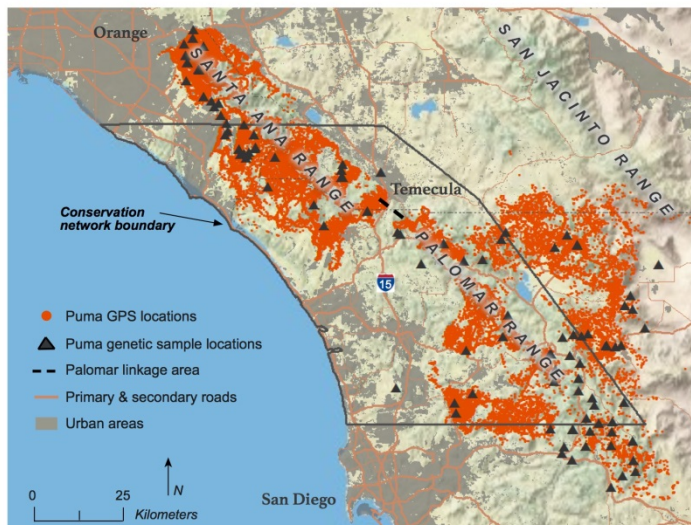 Orange
SANTA ANA RANGE
SAN JACINTO RANGE
Temecula
Conservation
network boundary
PALOMAR RANGE
15
Puma GPS locations
Puma genetic sample locations
Palomar linkage area
Primary & secondary roads
Urban areas
N
0 25
Kilometers
San Diego